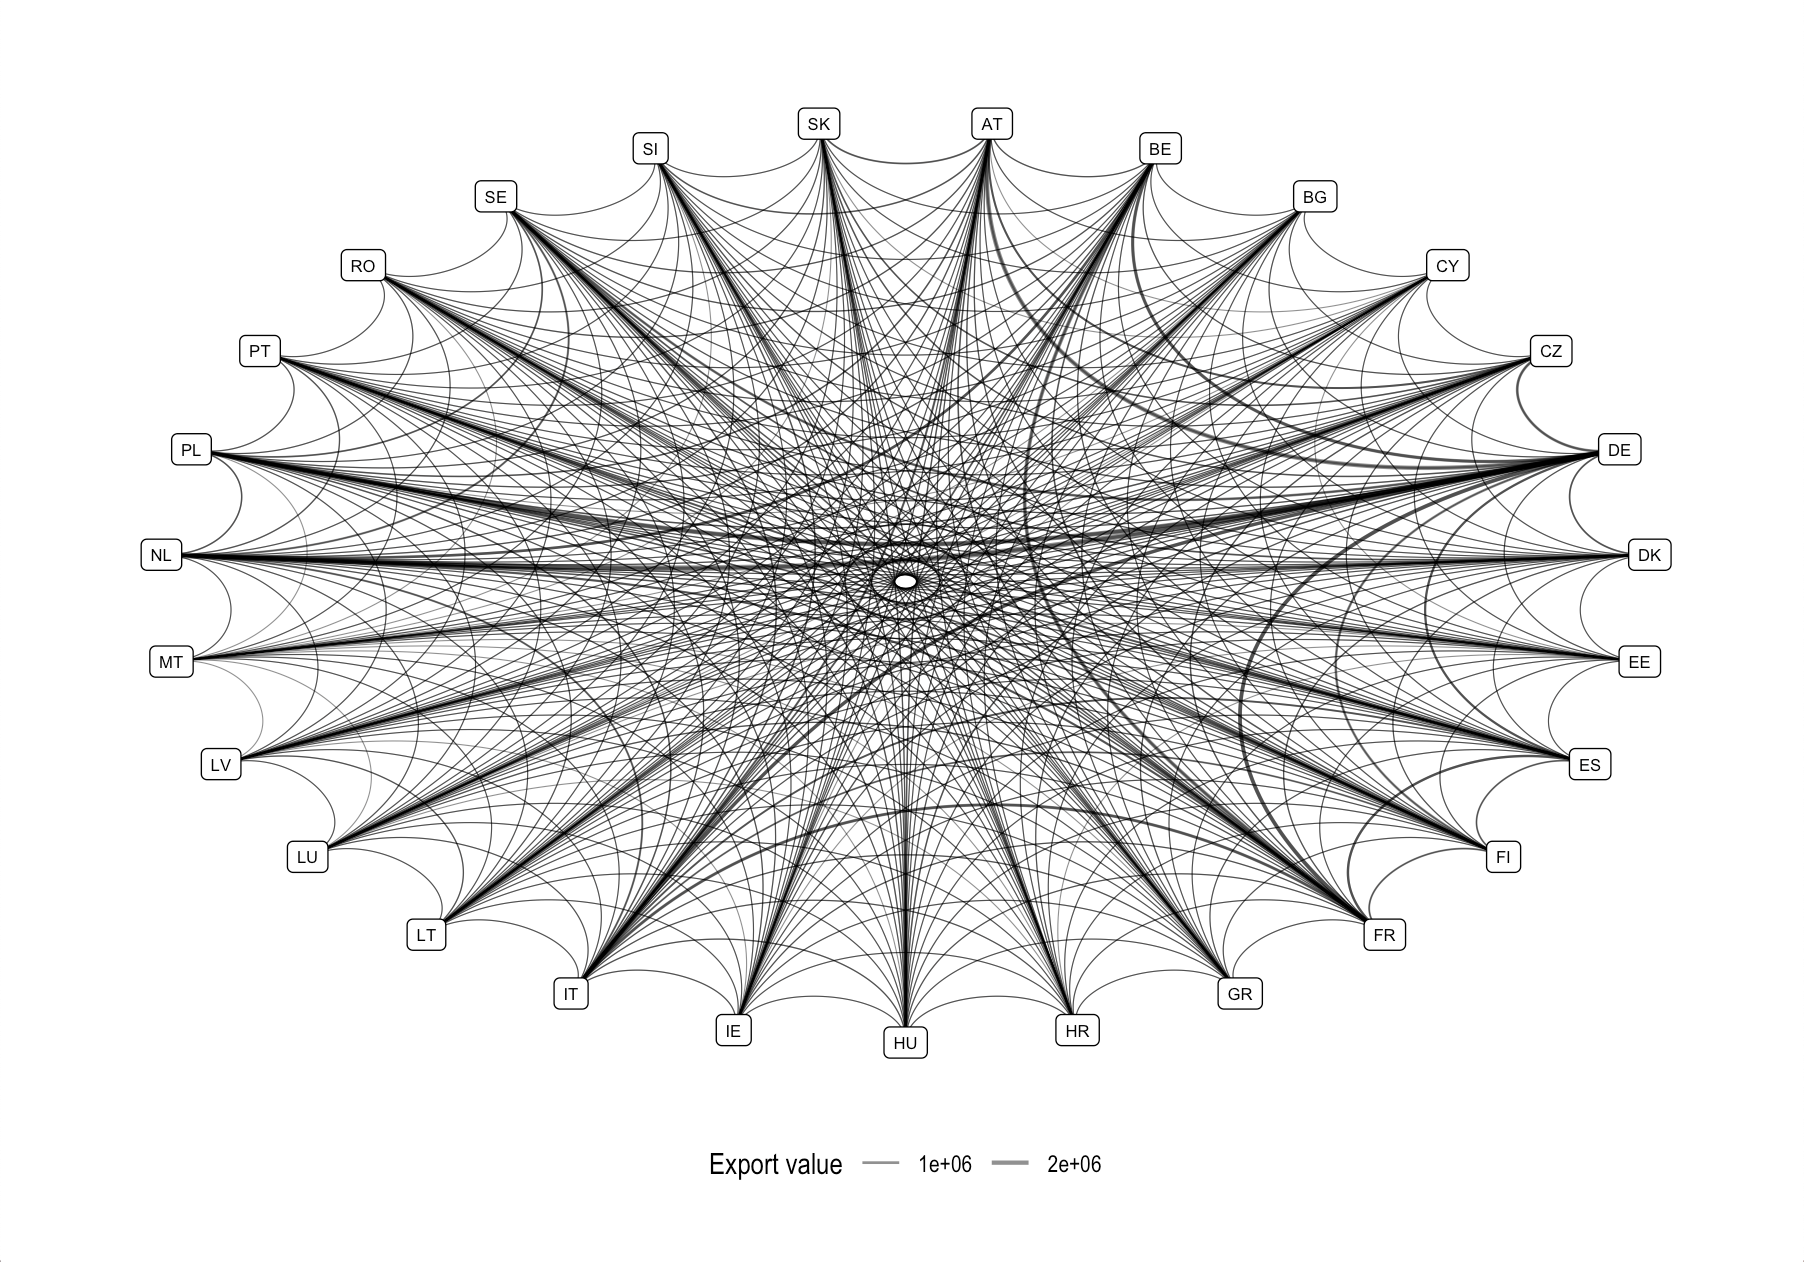 SK
AT
SI
BE
SE
BG
RO
CY
PT
CZ
PL
DE
NL
DK
MT
EE
LV
ES
LU
FI
LT
FR
IT
GR
IE
HR
HU
Export value 1e+06 2e+06